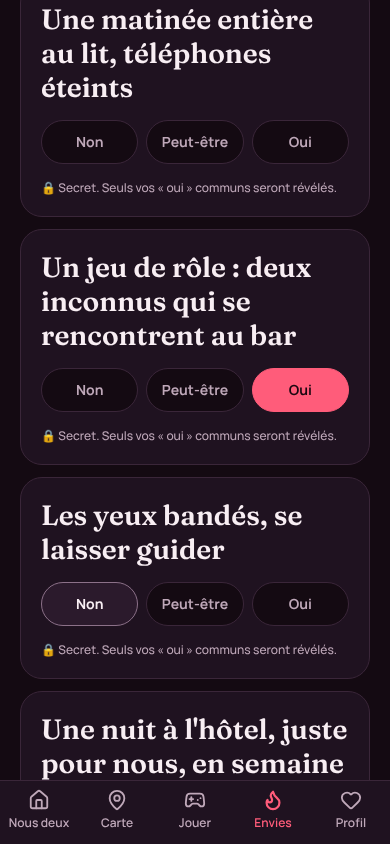 Une matinée entière
au lit, téléphones
éteints
Non
Peut-être
Oui
🔒 Secret. Seuls vos « oui » communs seront révélés.
Un jeu de rôle : deux
inconnus qui se
rencontrent au bar
Non
Peut-être
Oui
🔒 Secret. Seuls vos « oui » communs seront révélés.
Les yeux bandés, se
laisser guider
Non
Peut-être
Oui
🔒 Secret. Seuls vos « oui » communs seront révélés.
Une nuit à l'hôtel, juste
pour nous, en semaine
Nous deux
Carte
Jouer
Envies
Profil